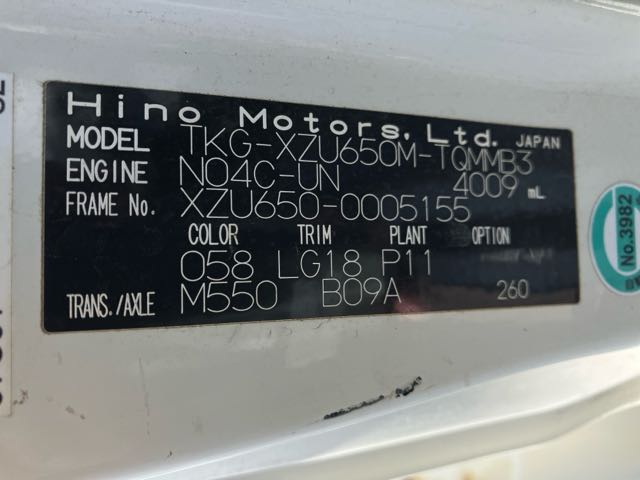 Hino Motors, Ltd. JAPAN
MODEL TKG-XZU650M-TQMMB3
ENGINE N04C-UN 4009 mL
FRAME No. XZU650-0005155
COLOR TRIM PLANT OPTION
058 LG18 P11
TRANS./AXLE M550 B09A 260
No.3982